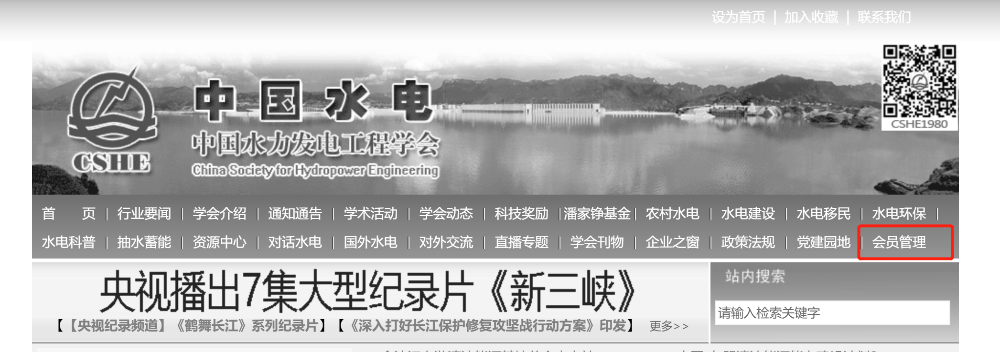 设为首页 | 加入收藏 | 联系我们
CSHE1980
中国水电
中国水力发电工程学会
CSHE
China Society for Hydropower Engineering
首 页 | 行业要闻 | 学会介绍 | 通知通告 | 学术活动 | 学会动态 | 科技奖励 | 潘家铮基金 | 农村水电 | 水电建设 | 水电移民 | 水电环保 |
水电科普 | 抽水蓄能 | 资源中心 | 对话水电 | 国外水电 | 对外交流 | 直播专题 | 学会刊物 | 企业之窗 | 政策法规 | 党建园地 | 会员管理
央视播出7集大型纪录片《新三峡》
站内搜索
请输入检索关键字
【【央视纪录频道】《鹤舞长江》系列纪录片】【《深入打好长江保护修复攻坚战行动方案》印发】 更多>>